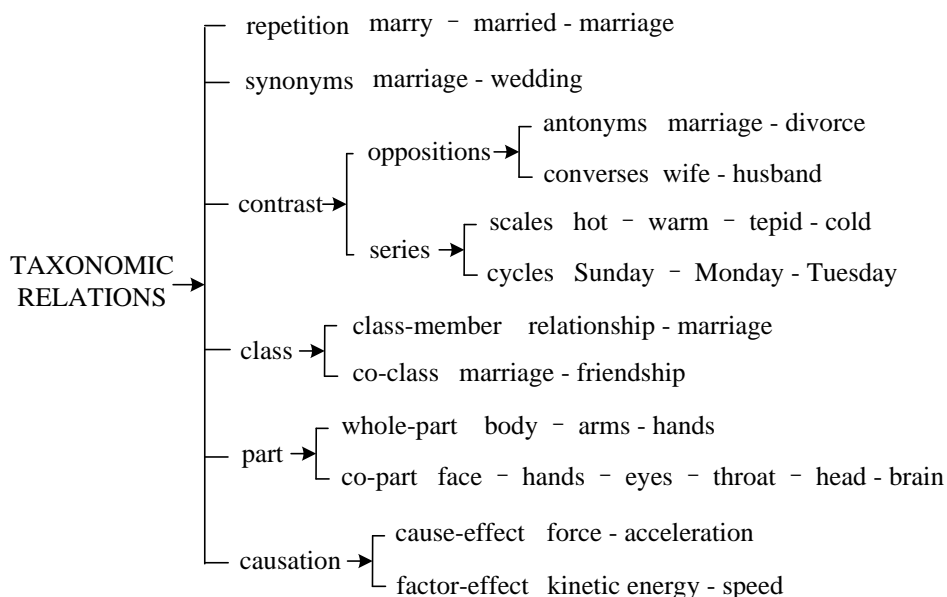 repetition marry - married - marriage
synonyms marriage - wedding
antonyms marriage - divorce
oppositions
converses wife - husband
contrast
scales hot - warm - tepid - cold
series
cycles Sunday - Monday - Tuesday
TAXONOMIC
RELATIONS
class-member relationship - marriage
class
co-class marriage - friendship
whole-part body - arms - hands
part
co-part face - hands - eyes - throat - head - brain
cause-effect force - acceleration
causation
factor-effect kinetic energy - speed